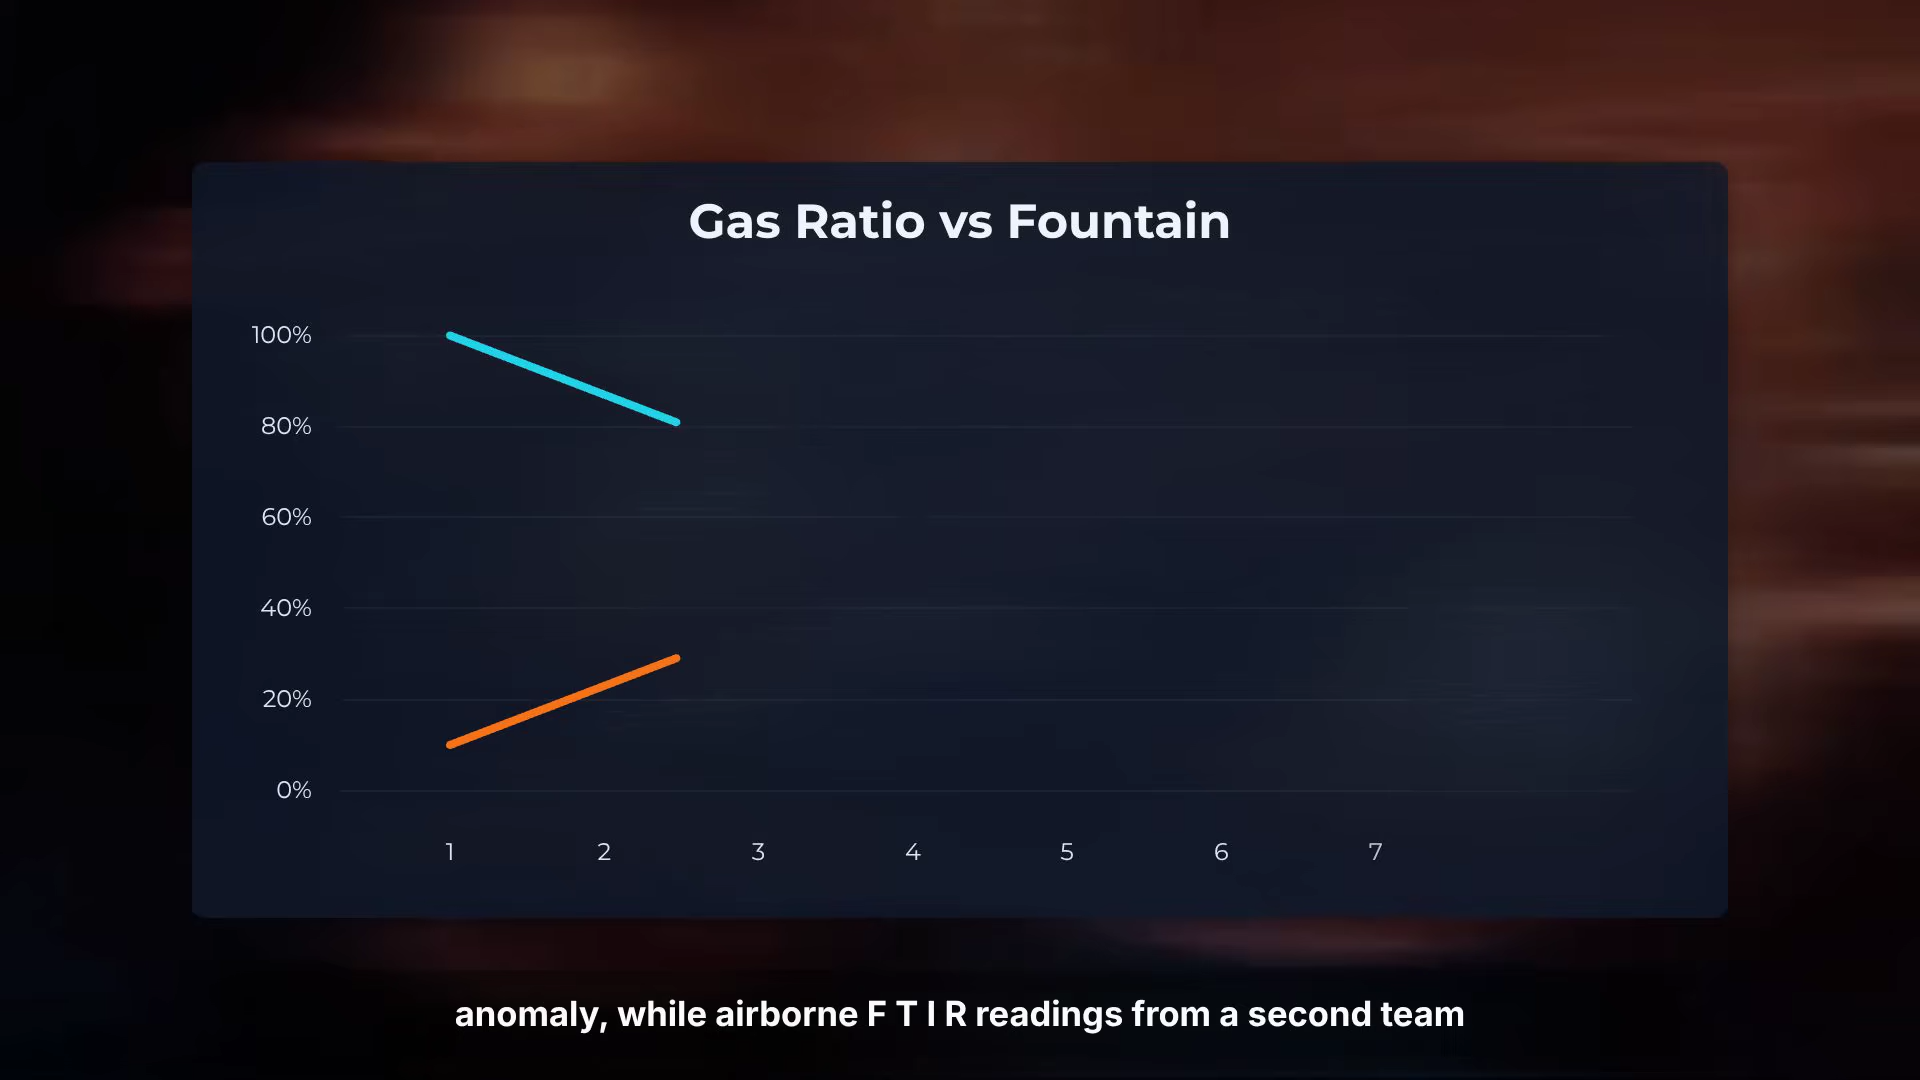 Gas Ratio vs Fountain
100%
80%
60%
40%
20%
0%
1 2 3 4 5 6 7
anomaly, while airborne F T I R readings from a second team